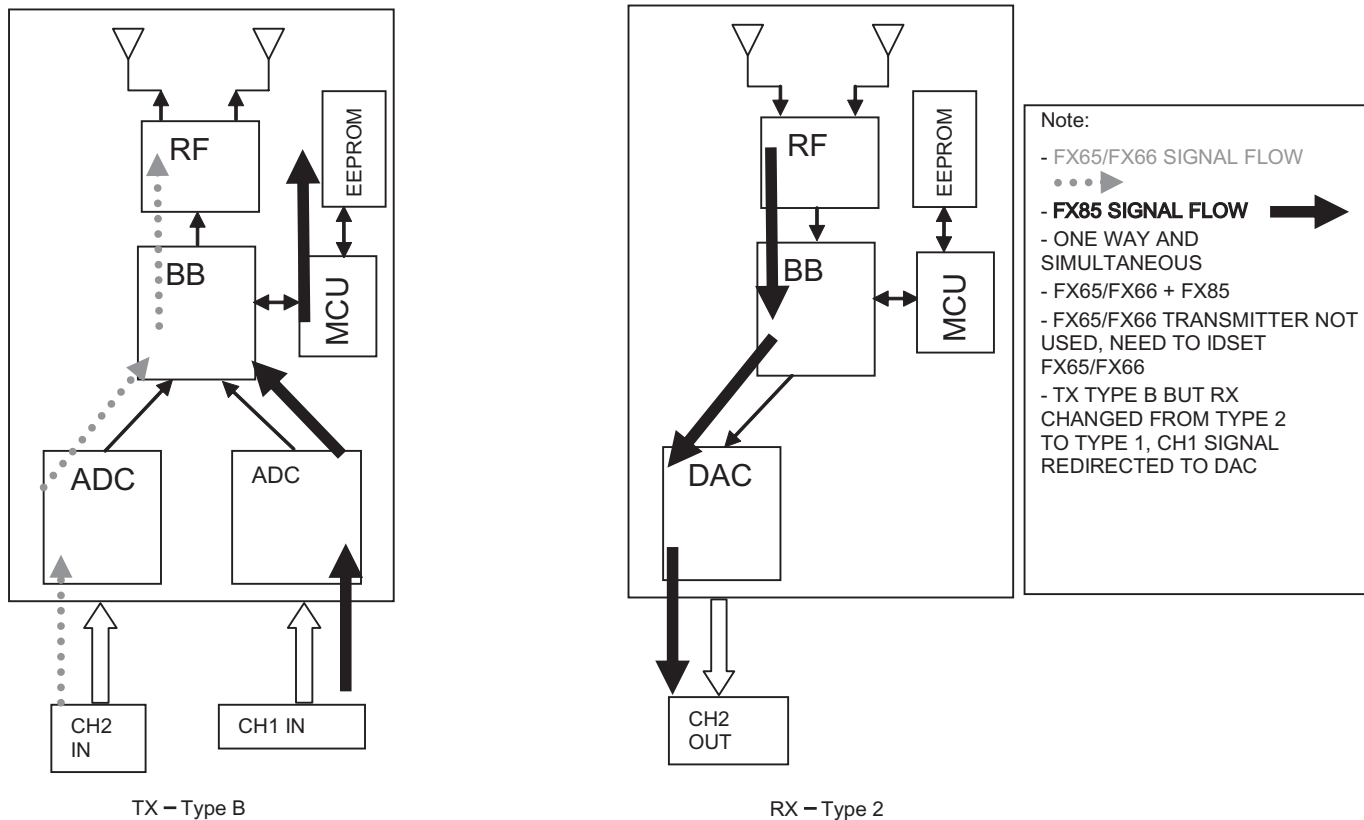 RF
EEPROM
BB
MCU
ADC
ADC
CH2
IN
CH1 IN
TX – Type B
RF
EEPROM
BB
MCU
DAC
CH2
OUT
RX – Type 2
Note:
- FX65/FX66 SIGNAL FLOW
- FX85 SIGNAL FLOW
- ONE WAY AND
SIMULTANEOUS
- FX65/FX66 + FX85
- FX65/FX66 TRANSMITTER NOT
USED, NEED TO IDSET
FX65/FX66
- TX TYPE B BUT RX
CHANGED FROM TYPE 2
TO TYPE 1, CH1 SIGNAL
REDIRECTED TO DAC